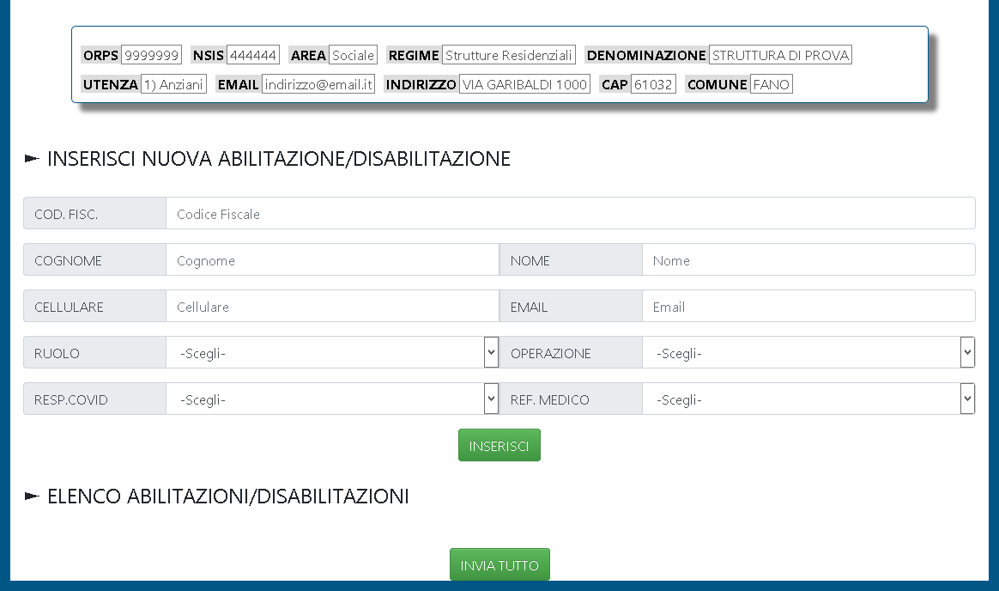 ORPS 9999999 NSIS 444444 AREA Sociale REGIME Strutture Residenziali DENOMINAZIONE STRUTTURA DI PROVA
UTENZA 1) Anziani EMAIL indirizzo@email.it INDIRIZZO VIA GARIBALDI 1000 CAP 61032 COMUNE FANO
► INSERISCI NUOVA ABILITAZIONE/DISABILITAZIONE
COD. FISC. Codice Fiscale
COGNOME Cognome NOME Nome
CELLULARE Cellulare EMAIL Email
RUOLO -Scegli- OPERAZIONE -Scegli-
RESP.COVID -Scegli- REF. MEDICO -Scegli-
INSERISCI
► ELENCO ABILITAZIONI/DISABILITAZIONI
INVIA TUTTO